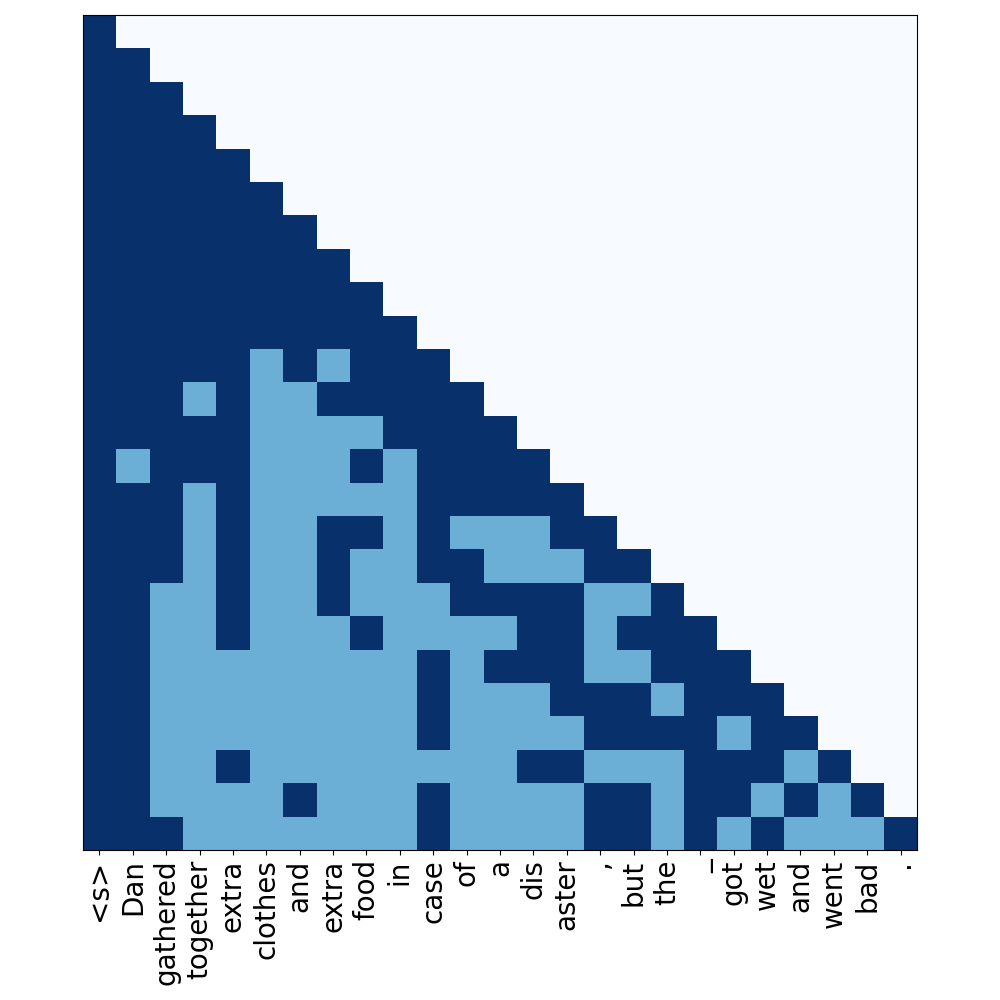 <s>
Dan
gathered
together
extra
clothes
and
extra
food
in
case
of
a
dis
aster
,
but
the
_
got
wet
and
went
bad
.